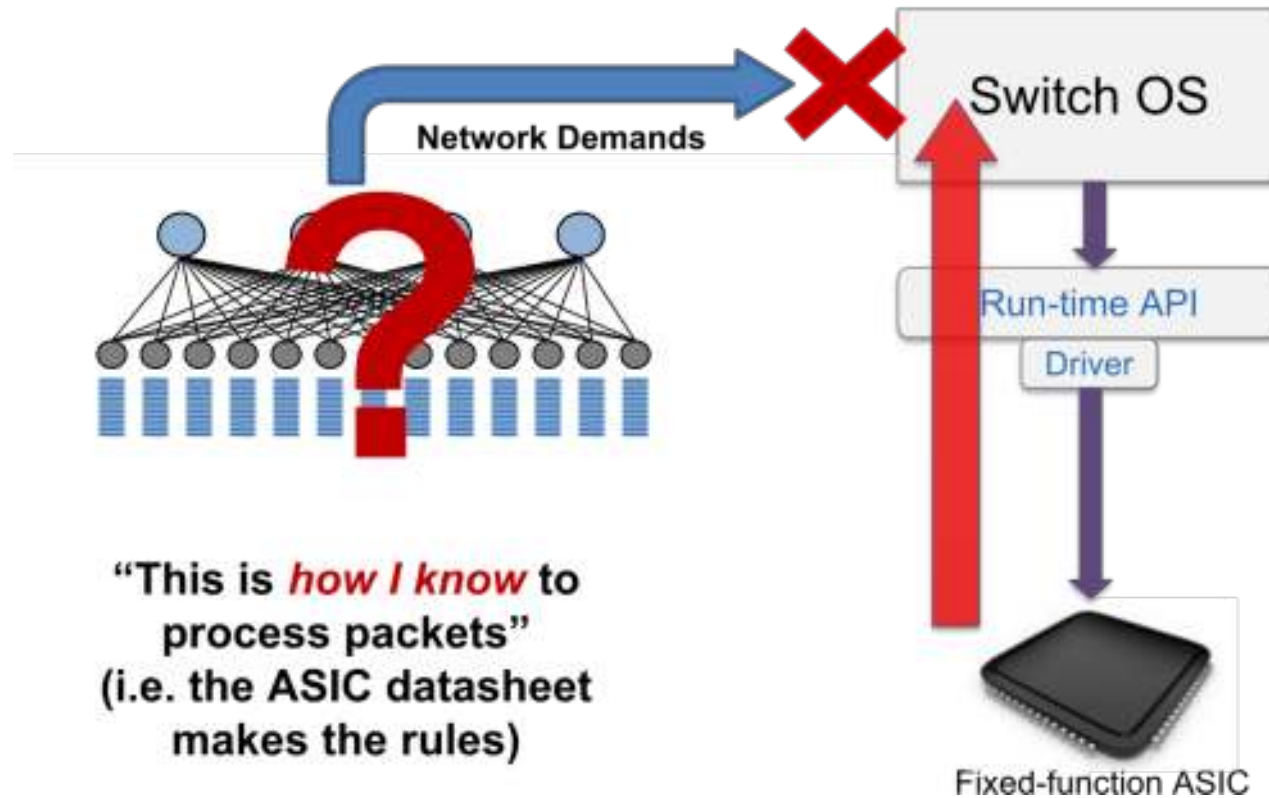 Switch OS
Network Demands
Run-time API
Driver
“This is how I know to
process packets”
(i.e. the ASIC datasheet
makes the rules)
Fixed-function ASIC